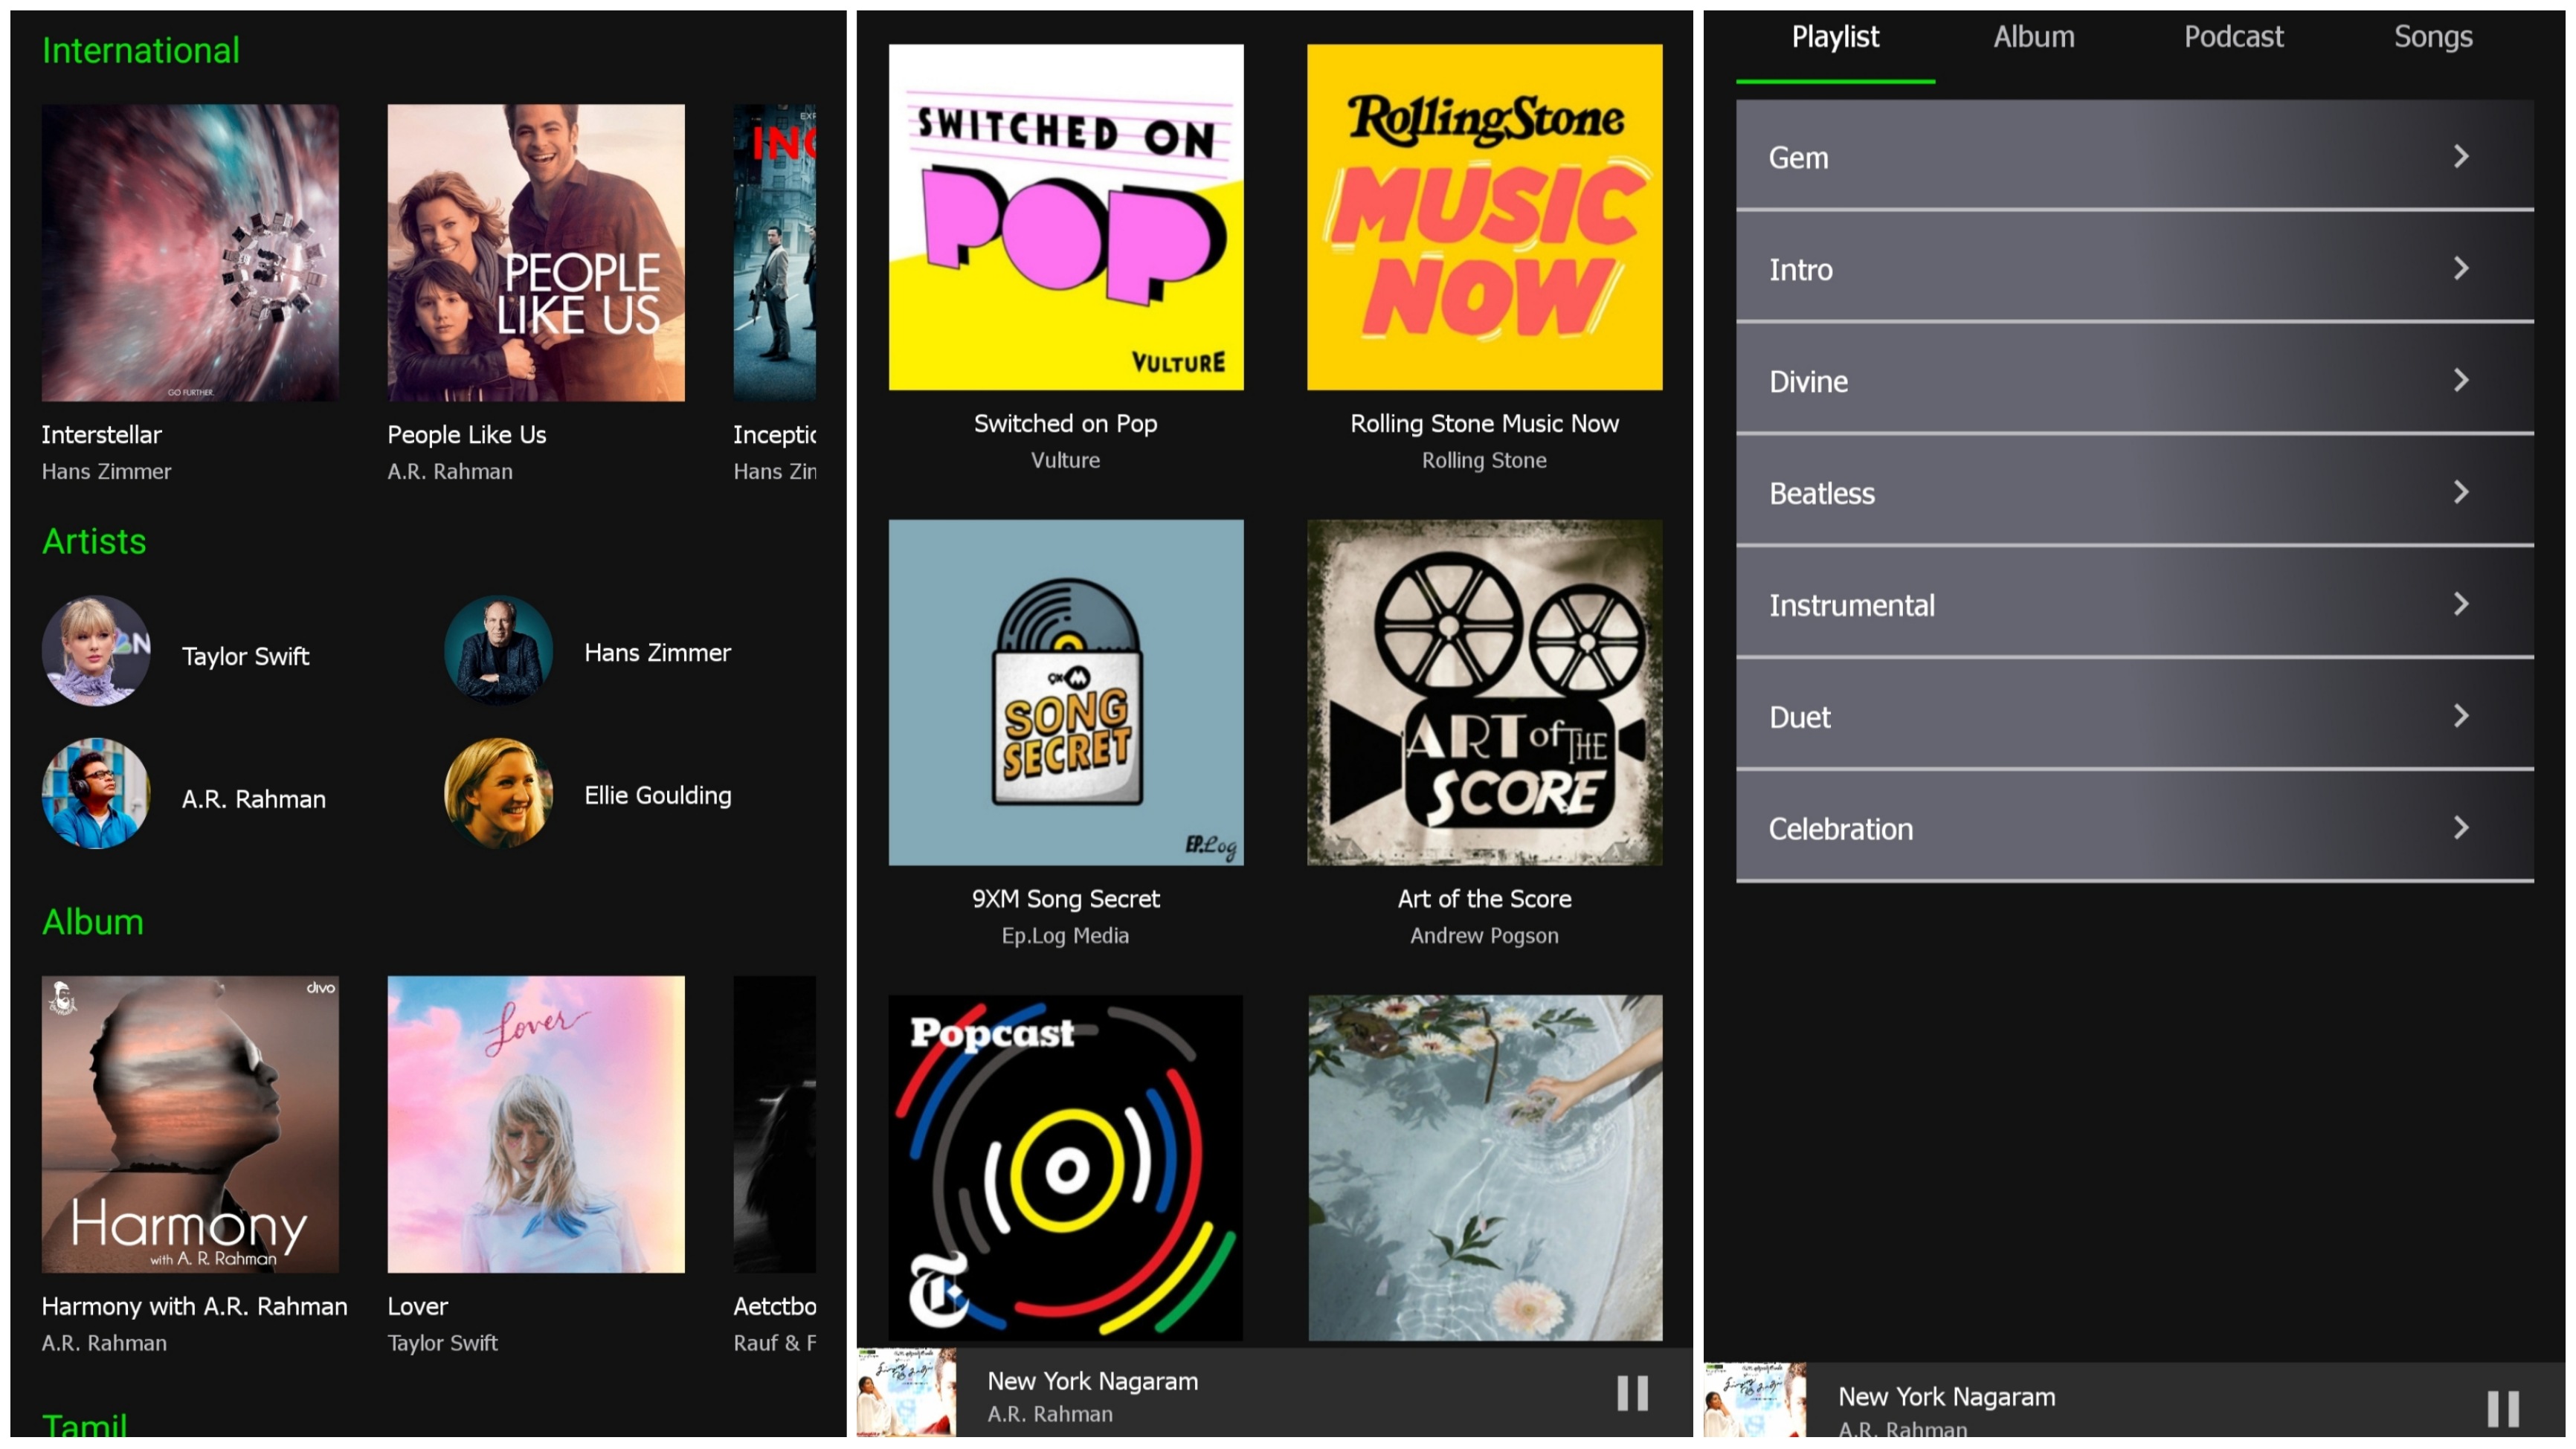 International
EXP
INC
GO FURTHER.
PEOPLE
LIKE US
Interstellar
Hans Zimmer
People Like Us
A.R. Rahman
Inceptic
Hans Zin
Artists
Taylor Swift
Hans Zimmer
A.R. Rahman
Ellie Goulding
Album
divo
Harmony
with A. R. Rahman
Lover
Harmony with A.R. Rahman
A.R. Rahman
Lover
Taylor Swift
Aetctbo
Rauf & F
Tamil
SWITCHED ON
POP
VULTURE
RollingStone
MUSIC
NOW
Switched on Pop
Vulture
Rolling Stone Music Now
Rolling Stone
9XM
SONG
SECRET
EP.Log
ART of THE
SCORE
9XM Song Secret
Ep.Log Media
Art of the Score
Andrew Pogson
Popcast
T
New York Nagaram
A.R. Rahman
Playlist Album Podcast Songs
Gem
Intro
Divine
Beatless
Instrumental
Duet
Celebration
New York Nagaram
A.R. Rahman